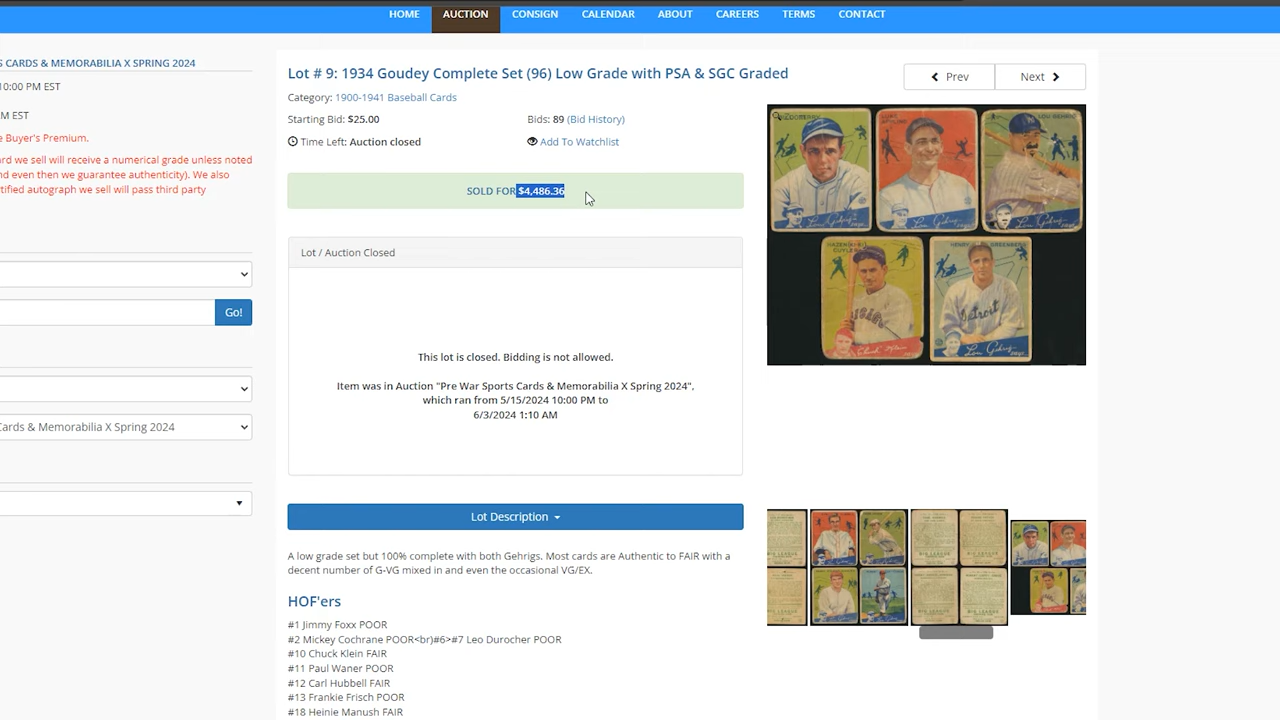 HOME AUCTION CONSIGN CALENDAR ABOUT CAREERS TERMS CONTACT
S CARDS & MEMORABILIA X SPRING 2024
10:00 PM EST
M EST
e Buyer's Premium.
ard we sell will receive a numerical grade unless noted
nd even then we guarantee authenticity). We also
rtified autograph we sell will pass third party
Go!
Cards & Memorabilia X Spring 2024
Lot # 9: 1934 Goudey Complete Set (96) Low Grade with PSA & SGC Graded
Prev Next
Category: 1900-1941 Baseball Cards
Starting Bid: $25.00 Bids: 89 (Bid History)
Time Left: Auction closed Add To Watchlist
SOLD FOR $4,486.36
Lot / Auction Closed
This lot is closed. Bidding is not allowed.
Item was in Auction "Pre War Sports Cards & Memorabilia X Spring 2024",
which ran from 5/15/2024 10:00 PM to
6/3/2024 1:10 AM
Lot Description
A low grade set but 100% complete with both Gehrigs. Most cards are Authentic to FAIR with a
decent number of G-VG mixed in and even the occasional VG/EX.
HOF'ers
#1 Jimmy Foxx POOR
#2 Mickey Cochrane POOR<br)#6>#7 Leo Durocher POOR
#10 Chuck Klein FAIR
#11 Paul Waner POOR
#12 Carl Hubbell FAIR
#13 Frankie Frisch POOR
#18 Heinie Manush FAIR
LOU GEHRIG
HENRY GREENBERG
Detroit